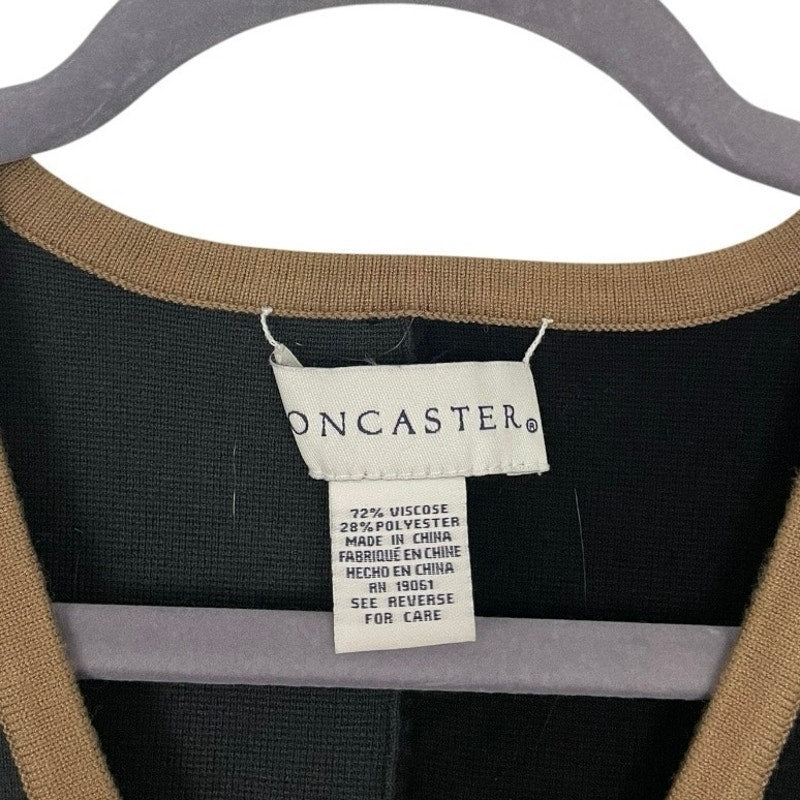 ONCASTER®
72% VISCOSE
28% POLYESTER
MADE IN CHINA
FABRIQUÉ EN CHINE
HECHO EN CHINA
RN 19061
SEE REVERSE
FOR CARE